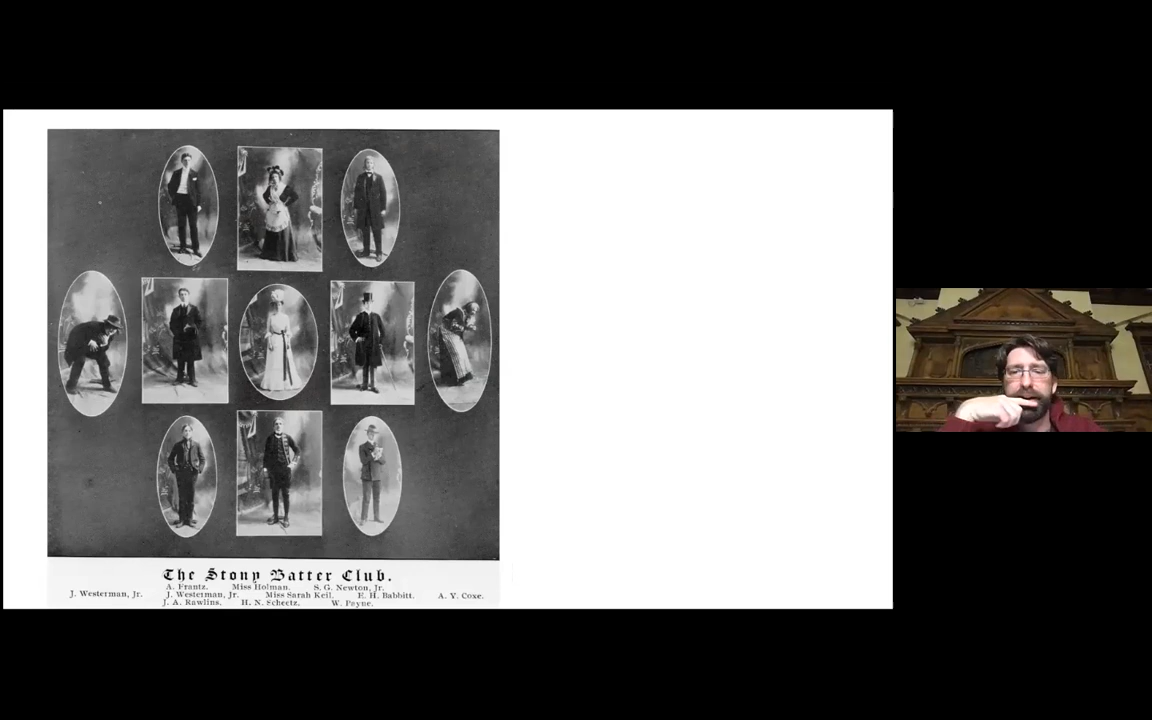 The Stony Batter Club.
A. Frantz. Miss Holman. S. G. Newton, Jr.
J. Westerman, Jr. J. Westerman, Jr. Miss Sarah Keil. E. H. Babbitt. A. Y. Coxe.
J. A. Rawlins. H. N. Scheetz. W. Payne.